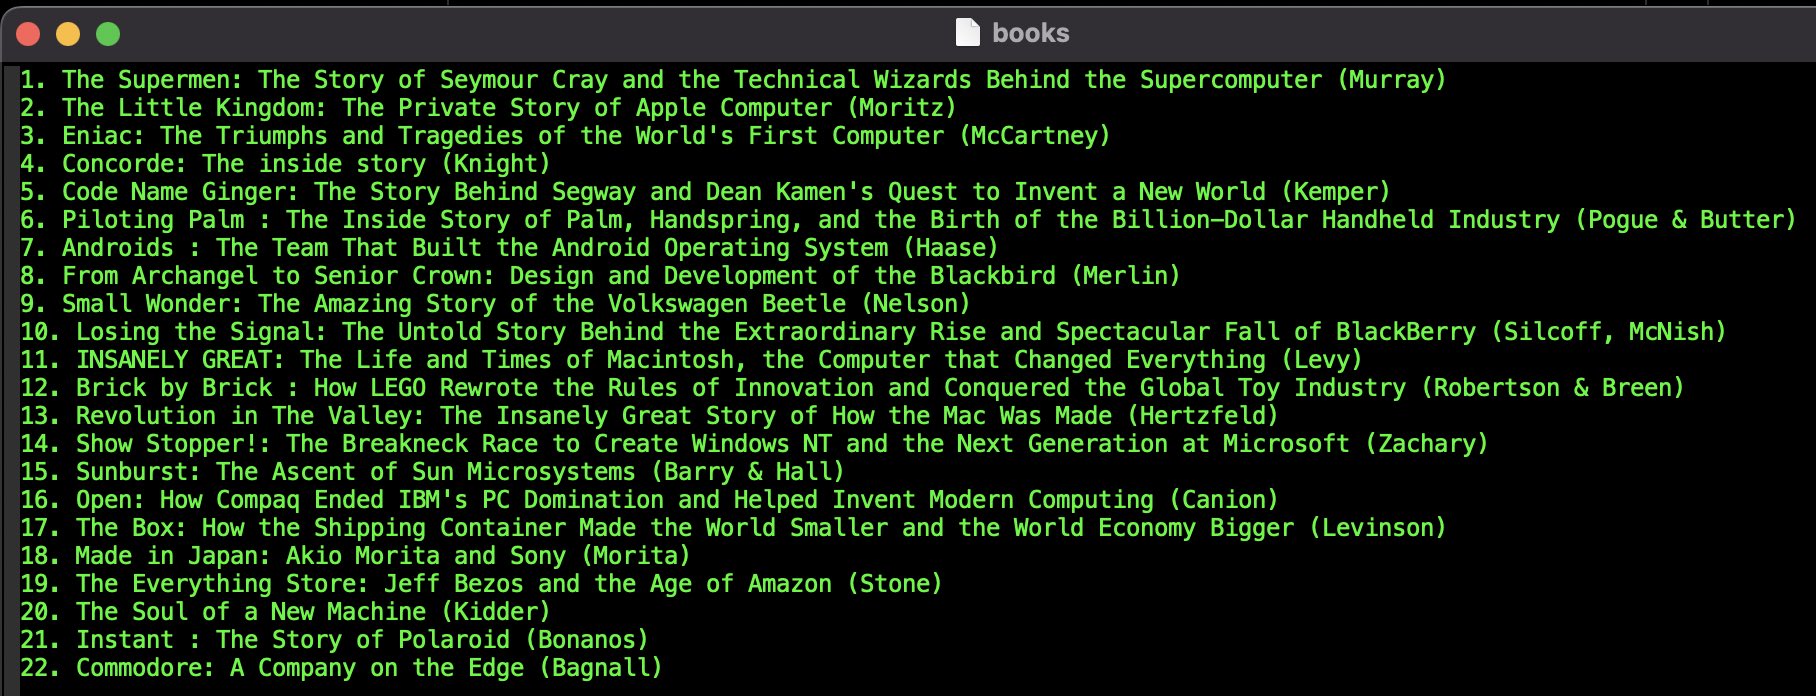 books
1. The Supermen: The Story of Seymour Cray and the Technical Wizards Behind the Supercomputer (Murray)
2. The Little Kingdom: The Private Story of Apple Computer (Moritz)
3. Eniac: The Triumphs and Tragedies of the World's First Computer (McCartney)
4. Concorde: The inside story (Knight)
5. Code Name Ginger: The Story Behind Segway and Dean Kamen's Quest to Invent a New World (Kemper)
6. Piloting Palm : The Inside Story of Palm, Handspring, and the Birth of the Billion-Dollar Handheld Industry (Pogue & Butter)
7. Androids : The Team That Built the Android Operating System (Haase)
8. From Archangel to Senior Crown: Design and Development of the Blackbird (Merlin)
9. Small Wonder: The Amazing Story of the Volkswagen Beetle (Nelson)
10. Losing the Signal: The Untold Story Behind the Extraordinary Rise and Spectacular Fall of BlackBerry (Silcoff, McNish)
11. INSANELY GREAT: The Life and Times of Macintosh, the Computer that Changed Everything (Levy)
12. Brick by Brick : How LEGO Rewrote the Rules of Innovation and Conquered the Global Toy Industry (Robertson & Breen)
13. Revolution in The Valley: The Insanely Great Story of How the Mac Was Made (Hertzfeld)
14. Show Stopper!: The Breakneck Race to Create Windows NT and the Next Generation at Microsoft (Zachary)
15. Sunburst: The Ascent of Sun Microsystems (Barry & Hall)
16. Open: How Compaq Ended IBM's PC Domination and Helped Invent Modern Computing (Canion)
17. The Box: How the Shipping Container Made the World Smaller and the World Economy Bigger (Levinson)
18. Made in Japan: Akio Morita and Sony (Morita)
19. The Everything Store: Jeff Bezos and the Age of Amazon (Stone)
20. The Soul of a New Machine (Kidder)
21. Instant : The Story of Polaroid (Bonanos)
22. Commodore: A Company on the Edge (Bagnall)